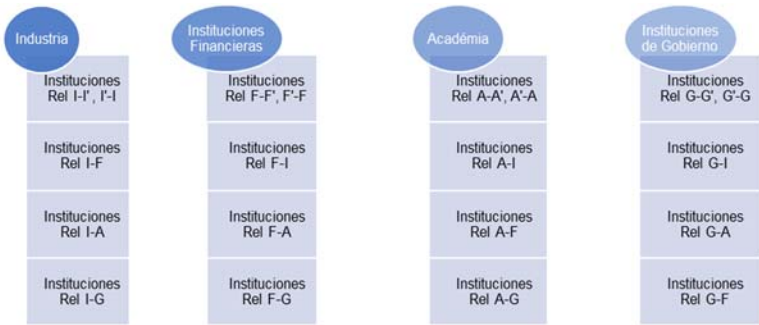 Industria
Instituciones
Rel I-I' , I'-I
Instituciones
Rel I-F
Instituciones
Rel I-A
Instituciones
Rel I-G
Instituciones
Financieras
Instituciones
Rel F-F', F'-F
Instituciones
Rel F-I
Instituciones
Rel F-A
Instituciones
Rel F-G
Académia
Instituciones
Rel A-A', A'-A
Instituciones
Rel A-I
Instituciones
Rel A-F
Instituciones
Rel A-G
Instituciones
de Gobierno
Instituciones
Rel G-G', G'-G
Instituciones
Rel G-I
Instituciones
Rel G-A
Instituciones
Rel G-F